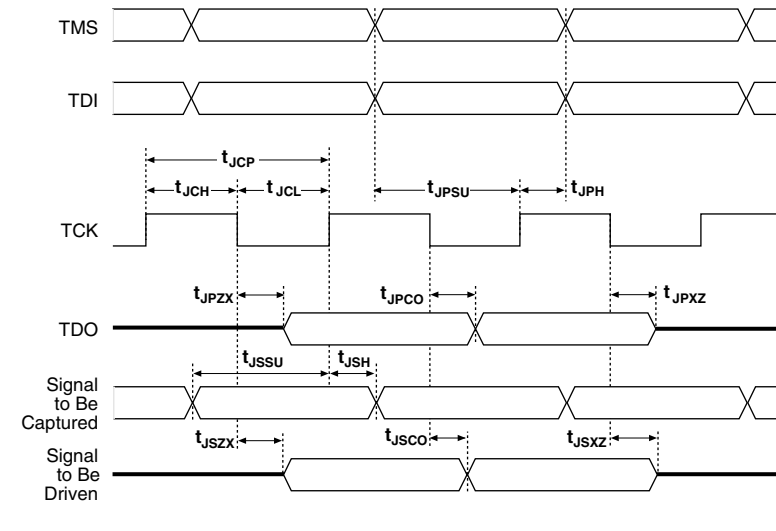 TMS
TDI
tJCP
tJCH
tJCL
tJPSU
tJPH
TCK
tJPZX
tJPCO
tJPXZ
TDO
tJSSU
tJSH
Signal
to Be
Captured
tJSZX
tJSCO
tJSXZ
Signal
to Be
Driven